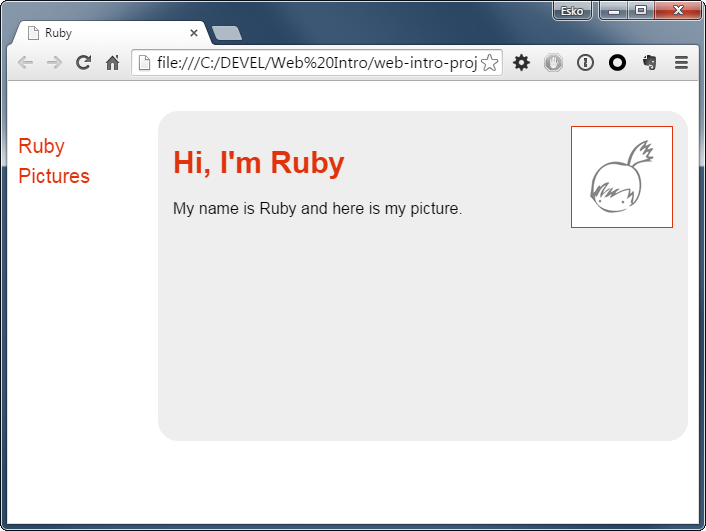 Esko
Ruby
file:///C:/DEVEL/Web%20Intro/web-intro-proj
Ruby
Pictures
Hi, I'm Ruby
My name is Ruby and here is my picture.